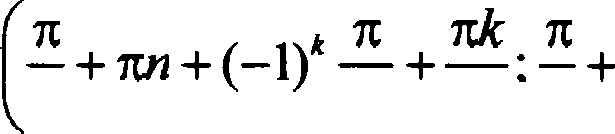 (π/ + πn + (−1)^k π/ + πk/ ; π/ +